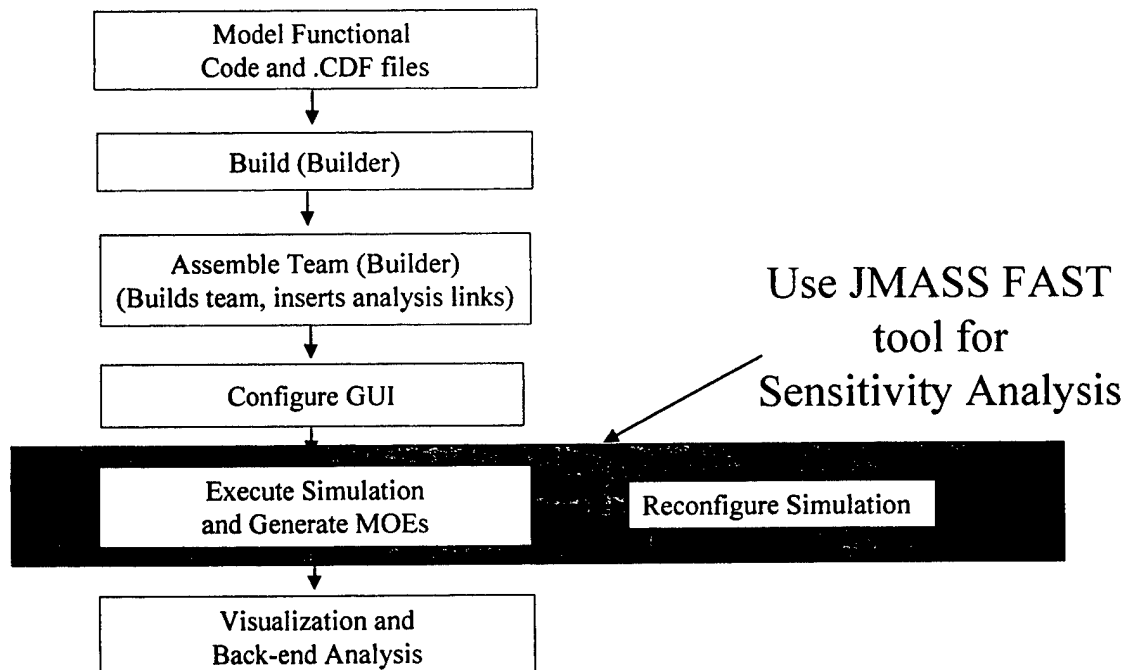 Model Functional
Code and .CDF files
Build (Builder)
Assemble Team (Builder)
(Builds team, inserts analysis links)
Configure GUI
Use JMASS FAST
tool for
Sensitivity Analysis
Execute Simulation
and Generate MOEs
Reconfigure Simulation
Visualization and
Back-end Analysis